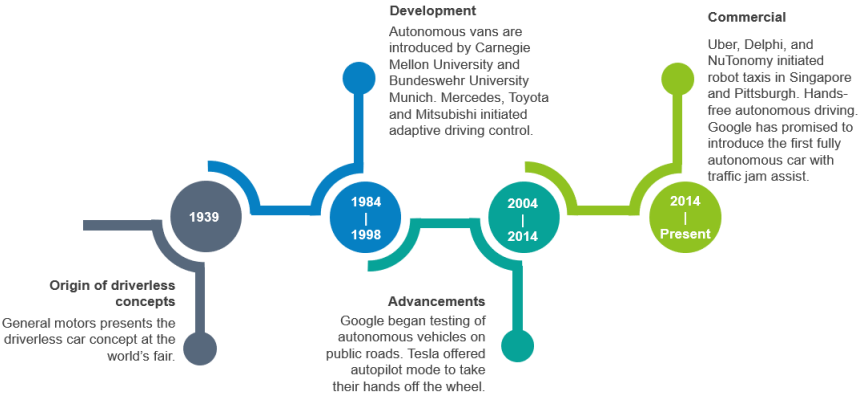 Development
Autonomous vans are
introduced by Carnegie
Mellon University and
Bundeswehr University
Munich. Mercedes, Toyota
and Mitsubishi initiated
adaptive driving control.
Commercial
Uber, Delphi, and
NuTonomy initiated
robot taxis in Singapore
and Pittsburgh. Hands-
free autonomous driving.
Google has promised to
introduce the first fully
autonomous car with
traffic jam assist.
1939
1984
|
1998
2004
|
2014
2014
|
Present
Origin of driverless
concepts
General motors presents the
driverless car concept at the
world's fair.
Advancements
Google began testing of
autonomous vehicles on
public roads. Tesla offered
autopilot mode to take
their hands off the wheel.